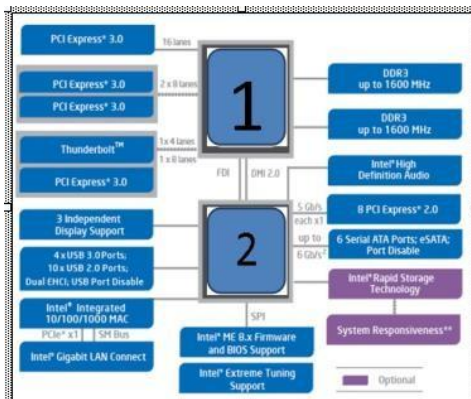 PCI Express* 3.0
16 lanes
PCI Express* 3.0
2 x 8 lanes
PCI Express* 3.0
Thunderbolt™
1x 4 lanes
1x 8 lanes
PCI Express* 3.0
1
DDR3
up to 1600 MHz
DDR3
up to 1600 MHz
FDI
DMI 2.0
Intel® High
Definition Audio
5 Gb/s
each x1
8 PCI Express* 2.0
3 Independent
Display Support
2
up to
6 Gb/s²
6 Serial ATA Ports; eSATA;
Port Disable
4 x USB 3.0 Ports;
10 x USB 2.0 Ports;
Dual EHCI; USB Port Disable
Intel® Rapid Storage
Technology
Intel® Integrated
10/100/1000 MAC
PCIe* x1
SM Bus
SPI
System Responsiveness**
Intel® ME 8.x Firmware
and BIOS Support
Intel® Gigabit LAN Connect
Intel® Extreme Tuning
Support
Optional